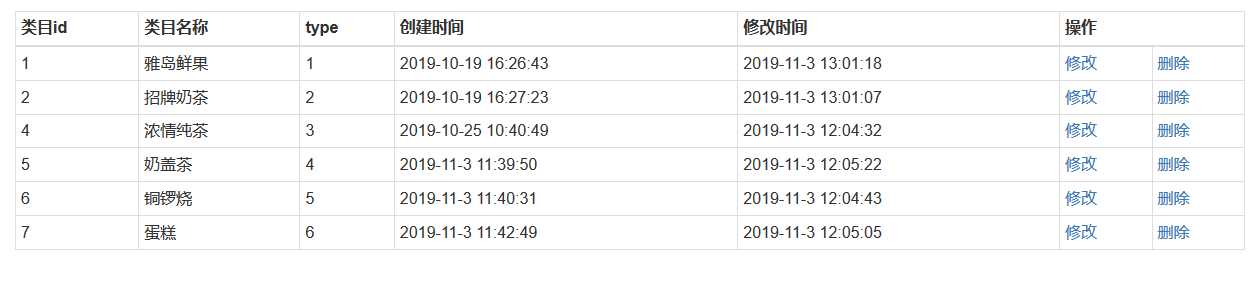 类目id 类目名称 type 创建时间 修改时间 操作
1 雅岛鲜果 1 2019-10-19 16:26:43 2019-11-3 13:01:18 修改 删除
2 招牌奶茶 2 2019-10-19 16:27:23 2019-11-3 13:01:07 修改 删除
4 浓情纯茶 3 2019-10-25 10:40:49 2019-11-3 12:04:32 修改 删除
5 奶盖茶 4 2019-11-3 11:39:50 2019-11-3 12:05:22 修改 删除
6 铜锣烧 5 2019-11-3 11:40:31 2019-11-3 12:04:43 修改 删除
7 蛋糕 6 2019-11-3 11:42:49 2019-11-3 12:05:05 修改 删除